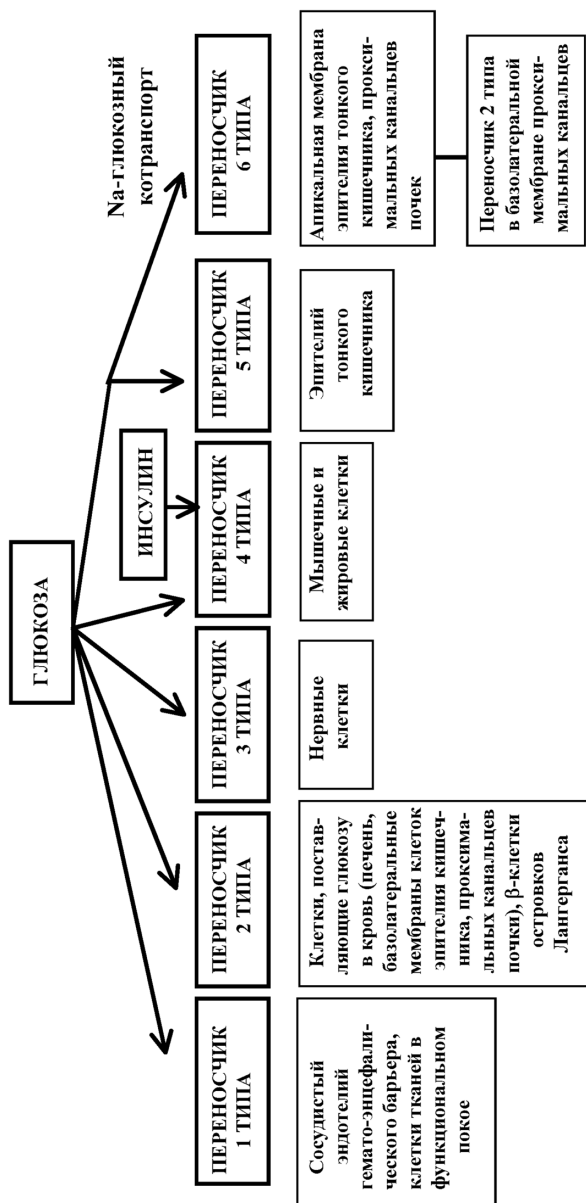 ГЛЮКОЗА
Na-глюкозный
котранспорт
ИНСУЛИН
ПЕРЕНОСЧИК
1 ТИПА
ПЕРЕНОСЧИК
2 ТИПА
ПЕРЕНОСЧИК
3 ТИПА
ПЕРЕНОСЧИК
4 ТИПА
ПЕРЕНОСЧИК
5 ТИПА
ПЕРЕНОСЧИК
6 ТИПА
Сосудистый
эндотелий
гемато-энцефали-
ческого барьера,
клетки тканей в
функциональном
покое
Клетки, постав-
ляющие глюкозу
в кровь (печень,
базолатеральные
мембраны клеток
эпителия кишеч-
ника, проксима-
льных канальцев
почки), β-клетки
островков
Лангерганса
Нервные
клетки
Мышечные и
жировые клетки
Эпителий
тонкого
кишечника
Апикальная мембрана
эпителия тонкого
кишечника, прокси-
мальных канальцев
почек
Переносчик 2 типа
в базолатеральной
мембране прокси-
мальных канальцев